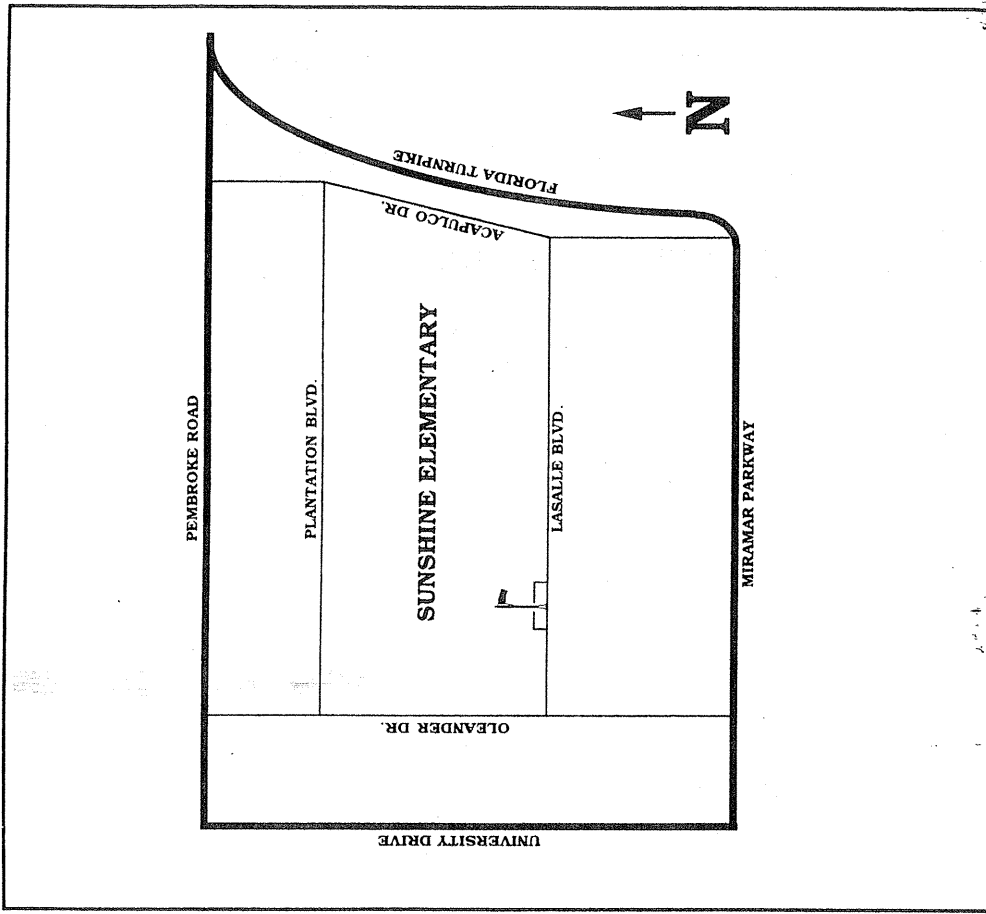 PEMBROKE ROAD
PLANTATION BLVD.
UNIVERSITY DRIVE
OLEANDER DR.
SUNSHINE ELEMENTARY
ACAPULCO DR.
FLORIDA TURNPIKE
LASALLE BLVD.
N
MIRAMAR PARKWAY